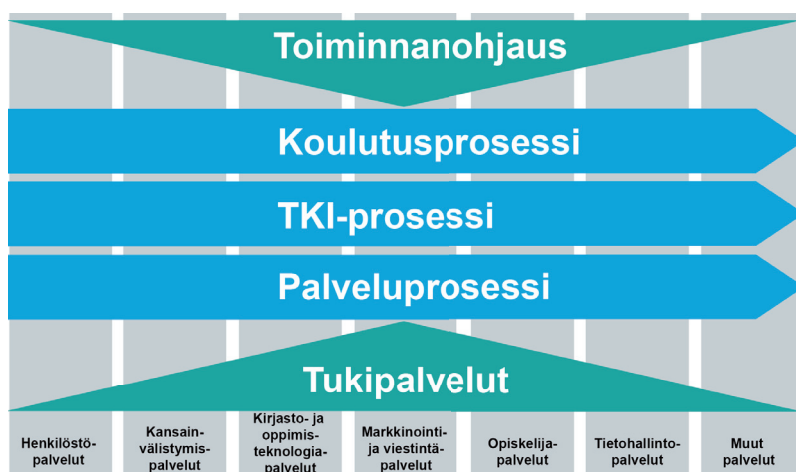 Toiminnanohjaus
Koulutusprosessi
TKI-prosessi
Palveluprosessi
Tukipalvelut
Henkilöstö-
palvelut
Kansain-
välistymis-
palvelut
Kirjasto- ja
oppimis-
teknologia-
palvelut
Markkinointi-
ja viestintä-
palvelut
Opiskelija-
palvelut
Tietohallinto-
palvelut
Muut
palvelut